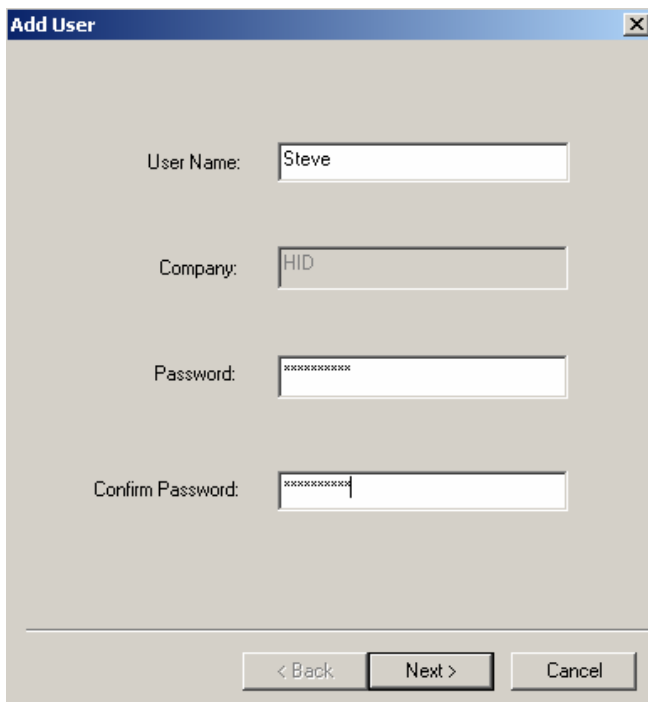 Add User
User Name: Steve
Company: HID
Password: **********
Confirm Password: **********
< Back Next > Cancel